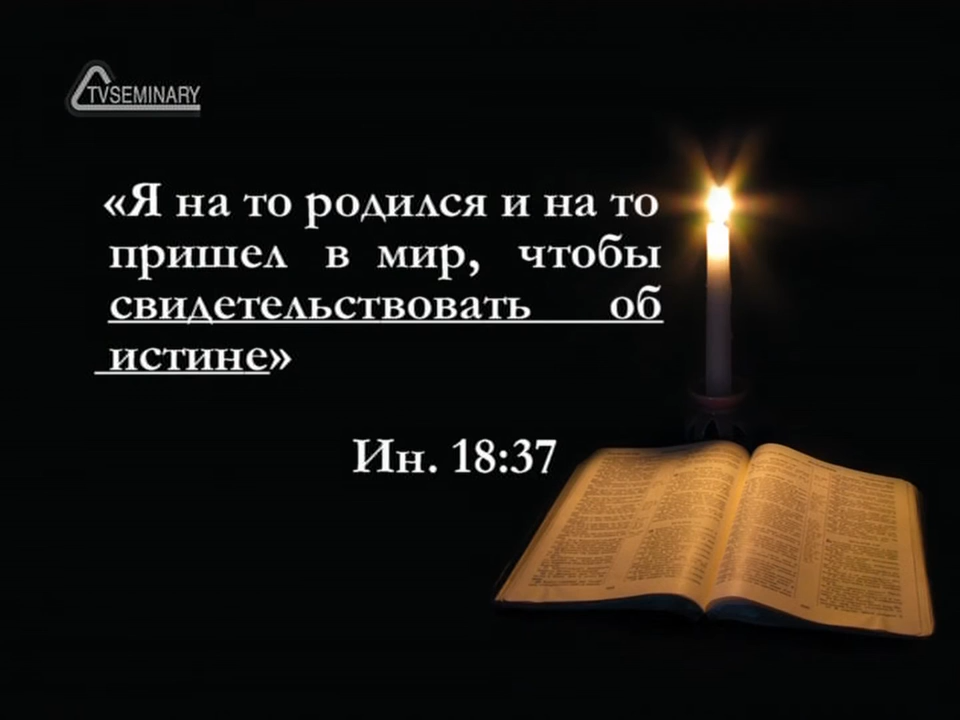 TVSEMINARY
«Я на то родился и на то
пришел в мир, чтобы
свидетельствовать об
истине»
Ин. 18:37